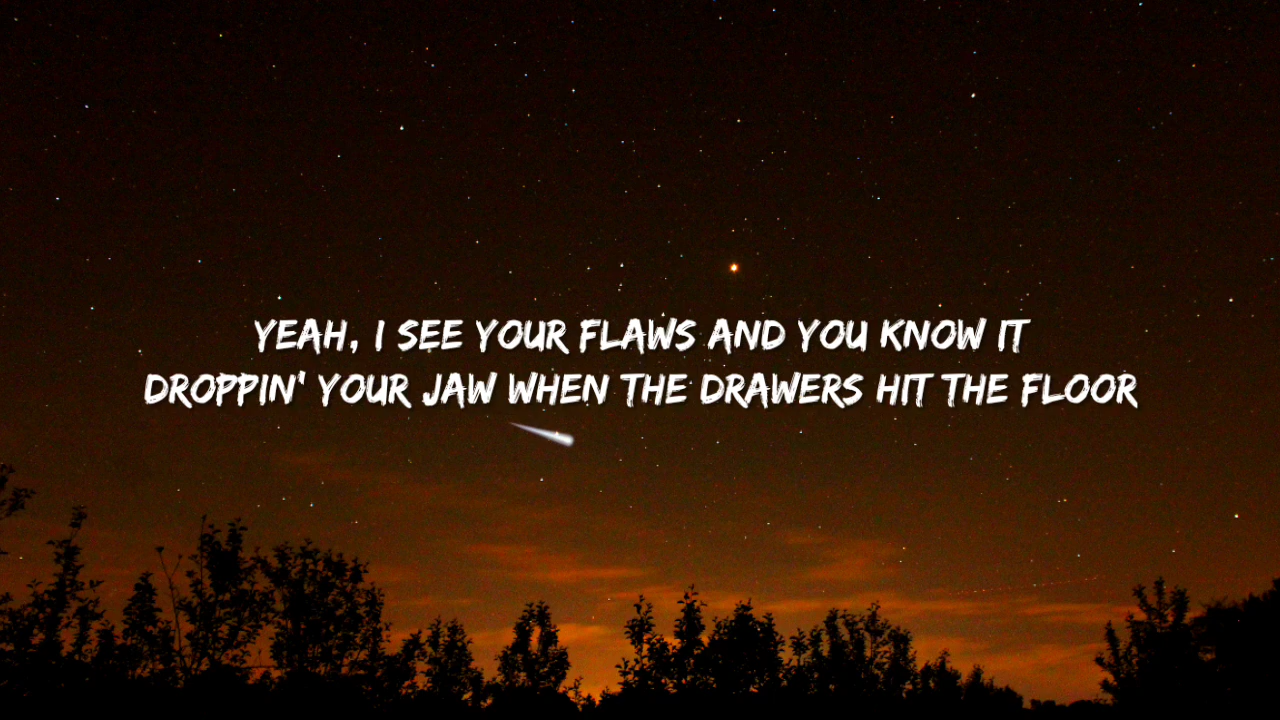 YEAH, I SEE YOUR FLAWS AND YOU KNOW IT
DROPPIN' YOUR JAW WHEN THE DRAWERS HIT THE FLOOR